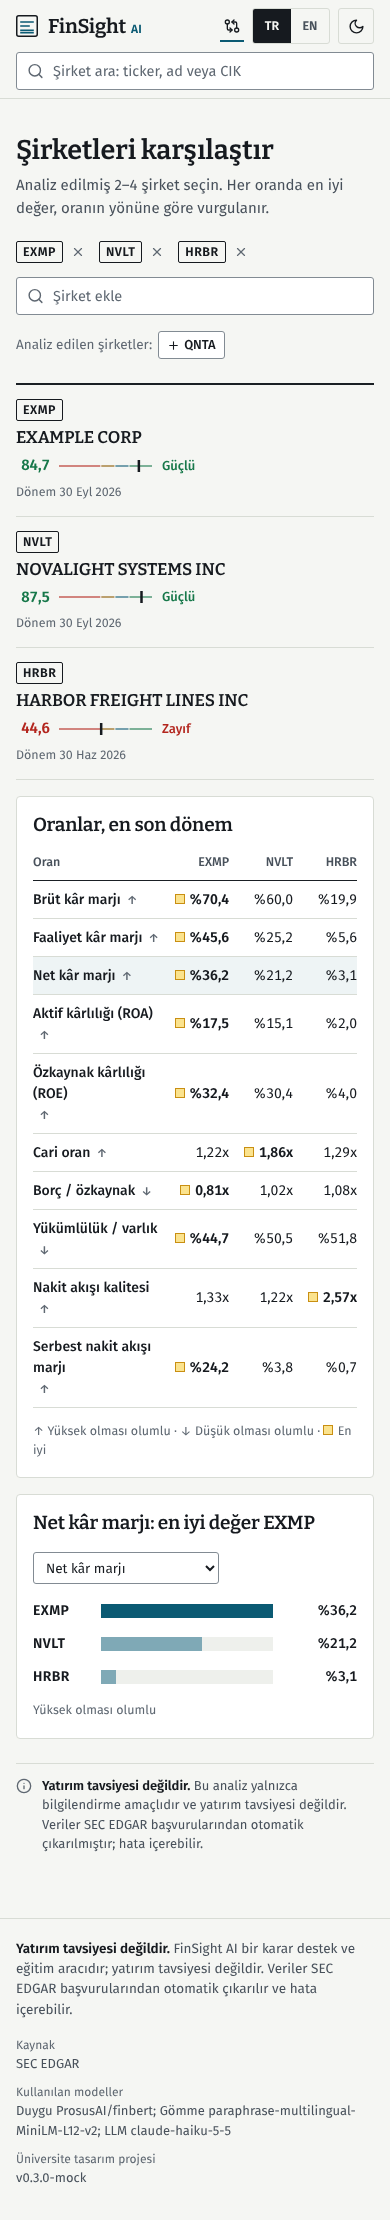 FinSight AI
TR EN
Şirket ara: ticker, ad veya CIK
Şirketleri karşılaştır
Analiz edilmiş 2–4 şirket seçin. Her oranda en iyi
değer, oranın yönüne göre vurgulanır.
EXMP × NVLT × HRBR ×
Şirket ekle
Analiz edilen şirketler: + QNTA
EXMP
EXAMPLE CORP
84,7 Güçlü
Dönem 30 Eyl 2026
NVLT
NOVALIGHT SYSTEMS INC
87,5 Güçlü
Dönem 30 Eyl 2026
HRBR
HARBOR FREIGHT LINES INC
44,6 Zayıf
Dönem 30 Haz 2026
Oranlar, en son dönem
Oran EXMP NVLT HRBR
Brüt kâr marjı ↑ %70,4 %60,0 %19,9
Faaliyet kâr marjı ↑ %45,6 %25,2 %5,6
Net kâr marjı ↑ %36,2 %21,2 %3,1
Aktif kârlılığı (ROA)
↑ %17,5 %15,1 %2,0
Özkaynak kârlılığı
(ROE) %32,4 %30,4 %4,0
↑
Cari oran ↑ 1,22x 1,86x 1,29x
Borç / özkaynak ↓ 0,81x 1,02x 1,08x
Yükümlülük / varlık
↓ %44,7 %50,5 %51,8
Nakit akışı kalitesi
↑ 1,33x 1,22x 2,57x
Serbest nakit akışı
marjı %24,2 %3,8 %0,7
↑
↑ Yüksek olması olumlu · ↓ Düşük olması olumlu · En
iyi
Net kâr marjı: en iyi değer EXMP
Net kâr marjı
EXMP %36,2
NVLT %21,2
HRBR %3,1
Yüksek olması olumlu
Yatırım tavsiyesi değildir. Bu analiz yalnızca
bilgilendirme amaçlıdır ve yatırım tavsiyesi değildir.
Veriler SEC EDGAR başvurularından otomatik
çıkarılmıştır; hata içerebilir.
Yatırım tavsiyesi değildir. FinSight AI bir karar destek ve
eğitim aracıdır; yatırım tavsiyesi değildir. Veriler SEC
EDGAR başvurularından otomatik çıkarılır ve hata
içerebilir.
Kaynak
SEC EDGAR
Kullanılan modeller
Duygu ProsusAI/finbert; Gömme paraphrase-multilingual-
MiniLM-L12-v2; LLM claude-haiku-5-5
Üniversite tasarım projesi
v0.3.0-mock